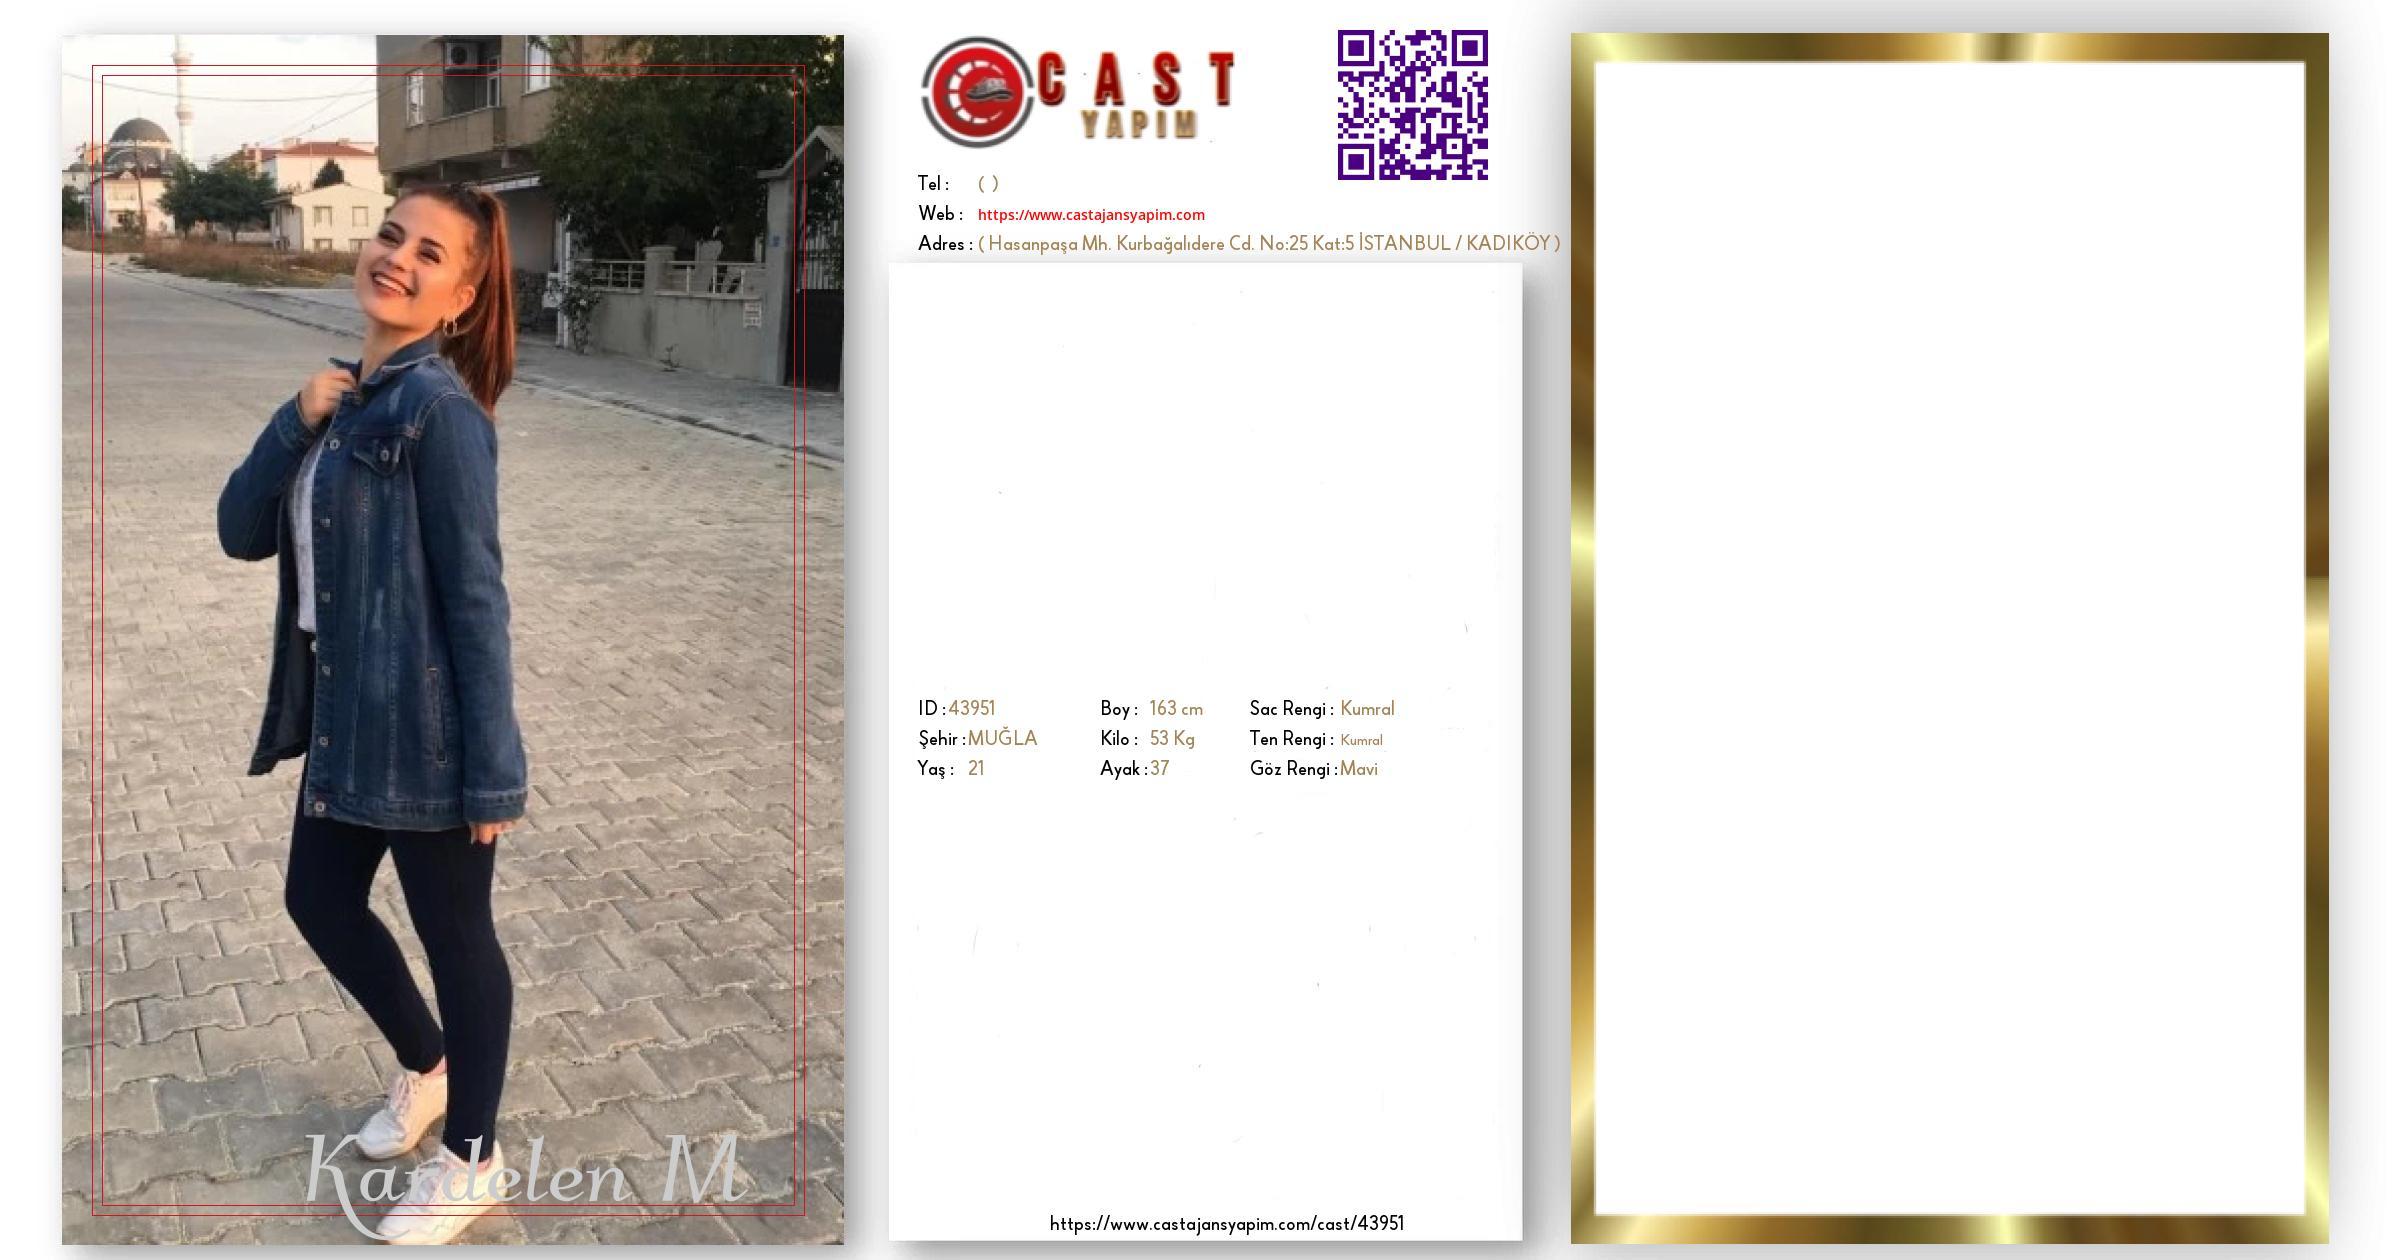 Kardelen M
CAST
YAPIM
Tel : ( )
Web : https://www.castajansyapim.com
Adres : ( Hasanpaşa Mh. Kurbağalıdere Cd. No:25 Kat:5 İSTANBUL / KADIKÖY )
ID : 43951 Boy : 163 cm Sac Rengi : Kumral
Şehir : MUĞLA Kilo : 53 Kg Ten Rengi : Kumral
Yaş : 21 Ayak : 37 Göz Rengi : Mavi
https://www.castajansyapim.com/cast/43951